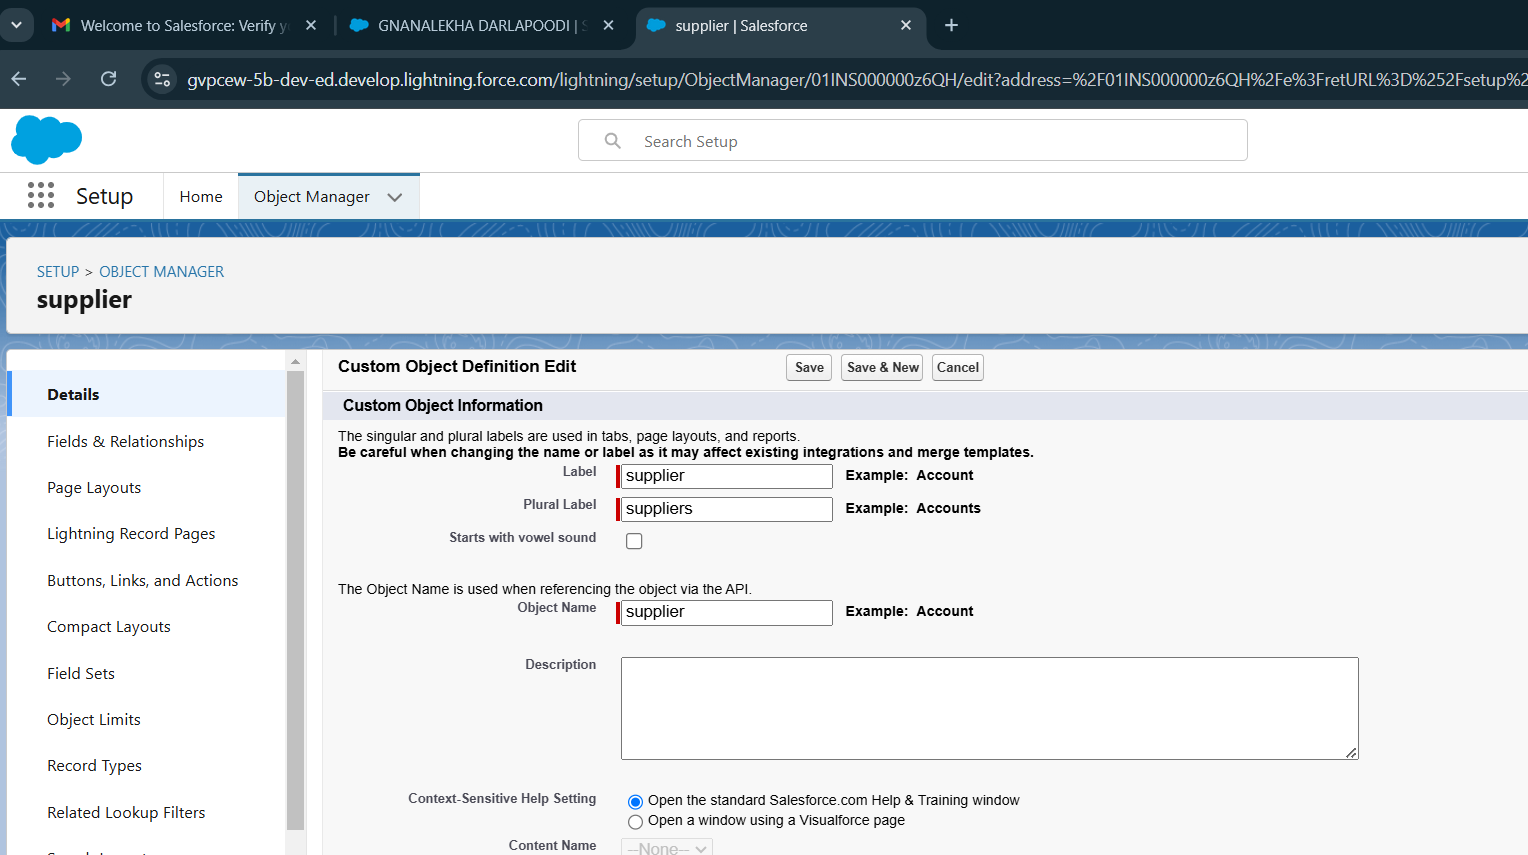 Welcome to Salesforce: Verify y
GNANALEKHA DARLAPOODI |
supplier | Salesforce
gvpcew-5b-dev-ed.develop.lightning.force.com/lightning/setup/ObjectManager/01INS000000z6QH/edit?address=%2F01INS000000z6QH%2Fe%3FretURL%3D%252Fsetup%2
Search Setup
Setup
Home
Object Manager
SETUP > OBJECT MANAGER
supplier
Details
Fields & Relationships
Page Layouts
Lightning Record Pages
Buttons, Links, and Actions
Compact Layouts
Field Sets
Object Limits
Record Types
Related Lookup Filters
Custom Object Definition Edit
Save
Save & New
Cancel
Custom Object Information
The singular and plural labels are used in tabs, page layouts, and reports.
Be careful when changing the name or label as it may affect existing integrations and merge templates.
Label
supplier
Example: Account
Plural Label
suppliers
Example: Accounts
Starts with vowel sound
The Object Name is used when referencing the object via the API.
Object Name
supplier
Example: Account
Description
Context-Sensitive Help Setting
Open the standard Salesforce.com Help & Training window
Open a window using a Visualforce page
Content Name
--None--